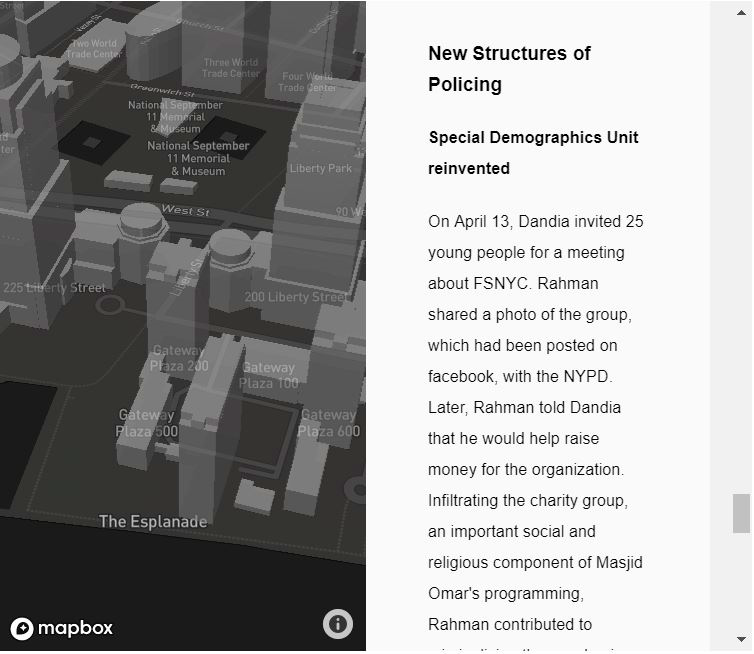 Church St
Two World
Trade Center
Three World
Trade Center
Four World
Trade Center
Greenwich St
National September
11 Memorial
& Museum
National September
11 Memorial
& Museum
Liberty Park
West St
225 Liberty Street
Liberty St
200 Liberty Street
Gateway
Plaza 200
Gateway
Plaza 100
Gateway
Plaza 500
Gateway
Plaza 600
The Esplanade
mapbox
New Structures of
Policing
Special Demographics Unit
reinvented
On April 13, Dandia invited 25
young people for a meeting
about FSNYC. Rahman
shared a photo of the group,
which had been posted on
facebook, with the NYPD.
Later, Rahman told Dandia
that he would help raise
money for the organization.
Infiltrating the charity group,
an important social and
religious component of Masjid
Omar's programming,
Rahman contributed to